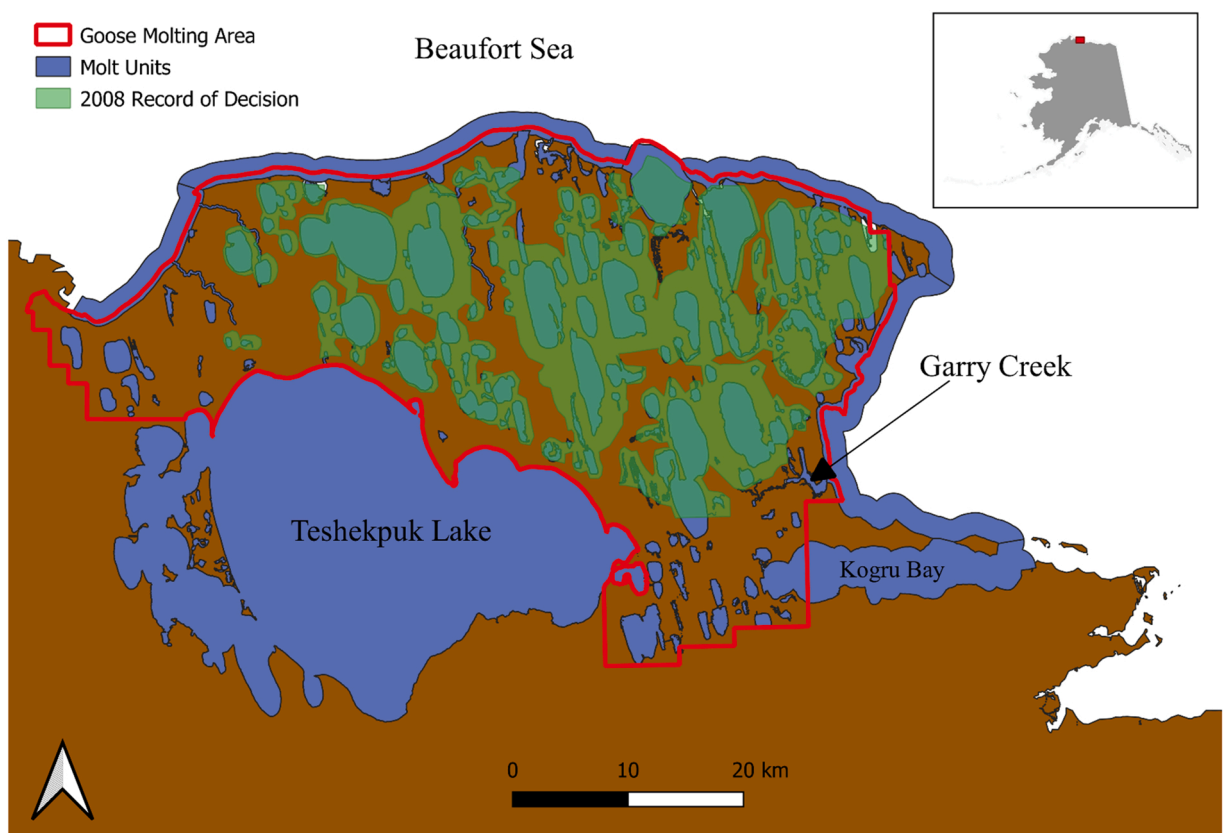 Goose Molting Area
Molt Units
2008 Record of Decision
Beaufort Sea
Garry Creek
Teshekpuk Lake
Kogru Bay
0 10 20 km